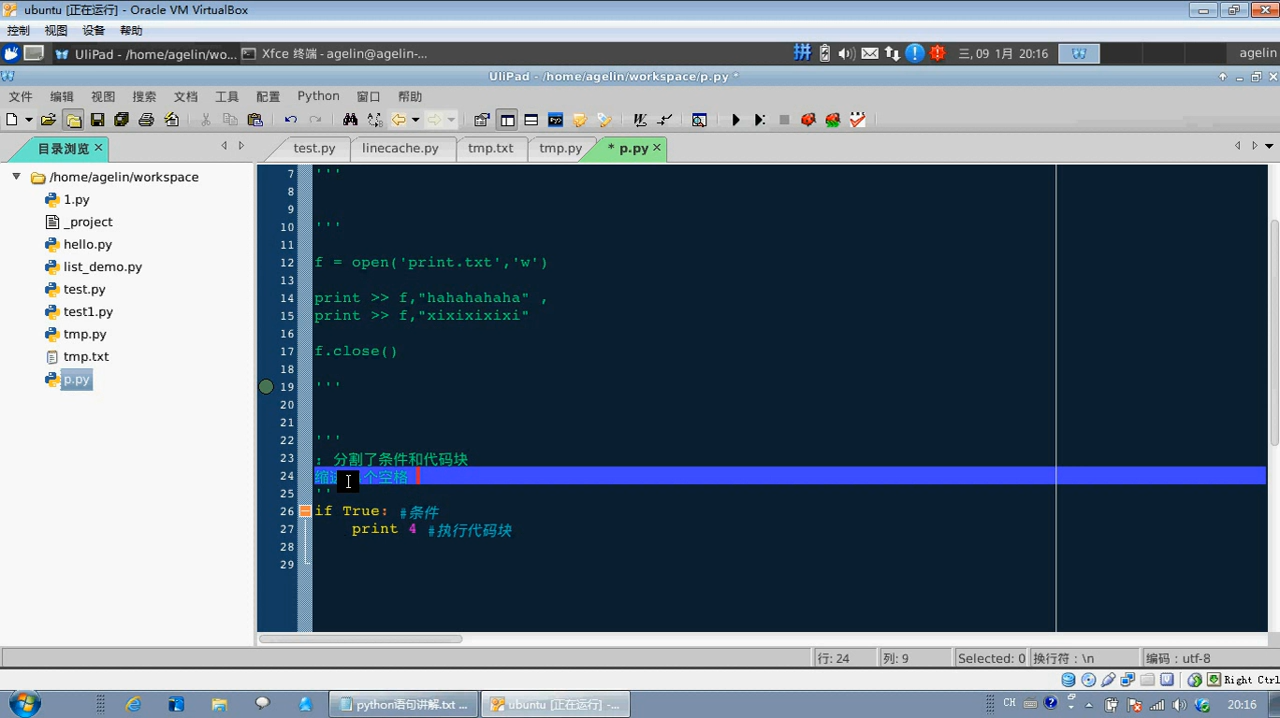 ubuntu [正在运行] - Oracle VM VirtualBox
控制 视图 设备 帮助
UliPad - /home/agelin/wo... Xfce 终端 - agelin@agelin-... 拼 三, 09 1月 20:16 agelin
UliPad - /home/agelin/workspace/p.py *
文件 编辑 视图 搜索 文档 工具 配置 Python 窗口 帮助
目录浏览 test.py linecache.py tmp.txt tmp.py * p.py
/home/agelin/workspace
1.py
_project
hello.py
list_demo.py
test.py
test1.py
tmp.py
tmp.txt
p.py
7 '''
8
9
10 '''
11
12 f = open('print.txt','w')
13
14 print >> f,"hahahahaha" ,
15 print >> f,"xixixixixi"
16
17 f.close()
18
19 '''
20
21
22 '''
23 : 分割了条件和代码块
24 缩进 个空格
25 ''
26 if True: #条件
27 print 4 #执行代码块
28
29
行: 24 列: 9 Selected: 0 换行符: \n 编码: utf-8
Right Ctrl
python语句讲解.txt ... ubuntu [正在运行] -... CH 20:16